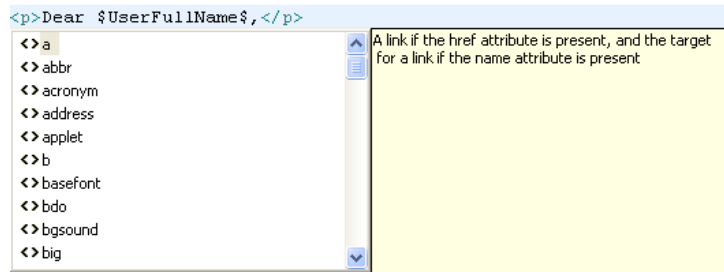 <p>Dear $UserFullName$,</p>
<> a
<> abbr
<> acronym
<> address
<> applet
<> b
<> basefont
<> bdo
<> bgsound
<> big
A link if the href attribute is present, and the target
for a link if the name attribute is present